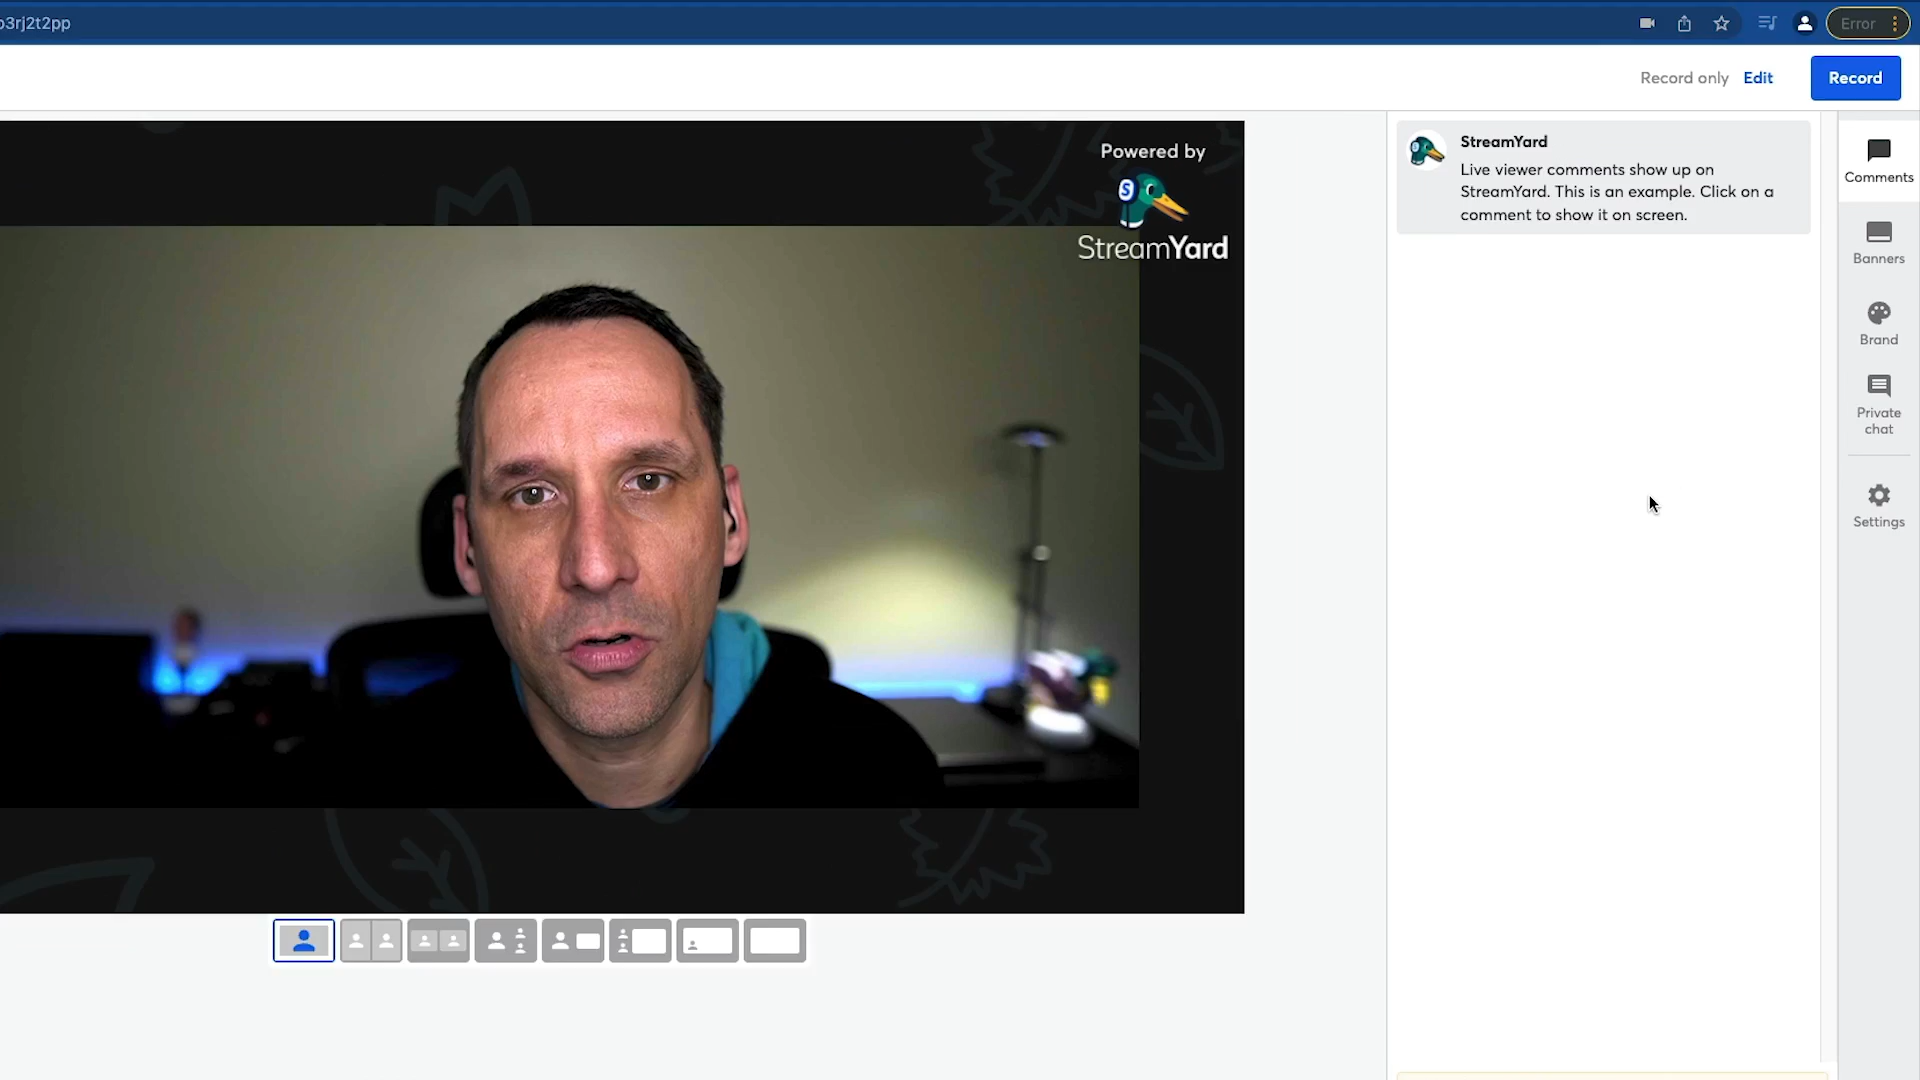 o3rj2t2pp
Error
Record only Edit Record
Powered by
S
StreamYard
StreamYard
Live viewer comments show up on
StreamYard. This is an example. Click on a
comment to show it on screen.
Comments
Banners
Brand
Private
chat
Settings